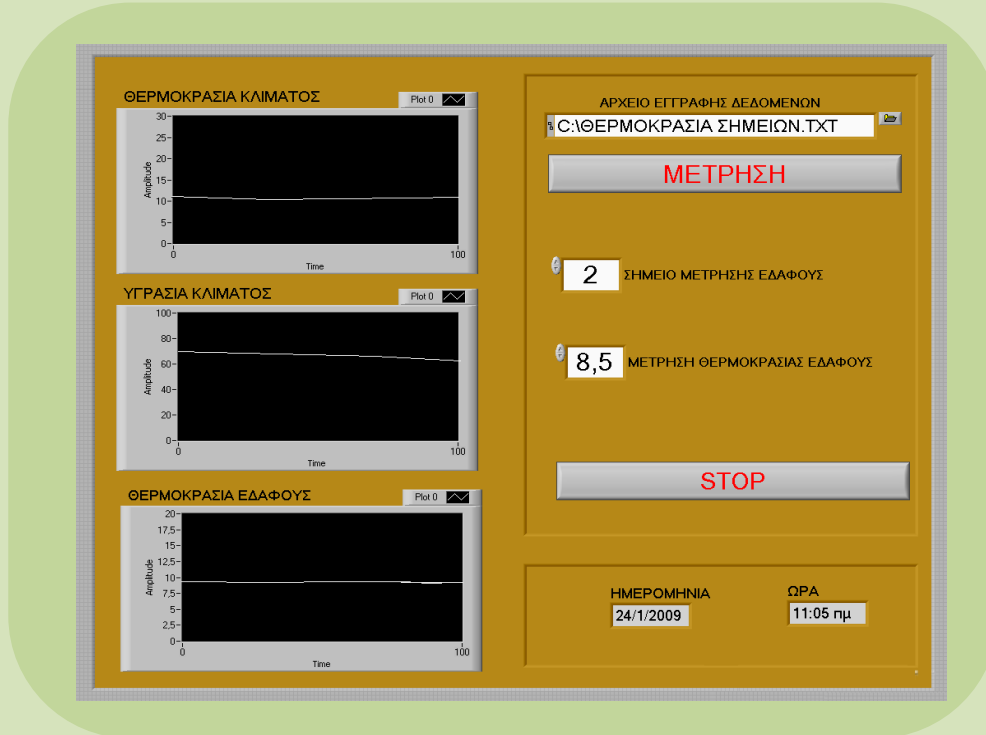 ΘΕΡΜΟΚΡΑΣΙΑ ΚΛΙΜΑΤΟΣ
Plot 0
30
25
20
15
10
5
0
Amplitude
0
100
Time
ΥΓΡΑΣΙΑ ΚΛΙΜΑΤΟΣ
Plot 0
100
80
60
40
20
0
Amplitude
0
100
Time
ΘΕΡΜΟΚΡΑΣΙΑ ΕΔΑΦΟΥΣ
Plot 0
20
17,5
15
12,5
10
7,5
5
2,5
0
Amplitude
0
100
Time
ΑΡΧΕΙΟ ΕΓΓΡΑΦΗΣ ΔΕΔΟΜΕΝΩΝ
C:\ΘΕΡΜΟΚΡΑΣΙΑ ΣΗΜΕΙΩΝ.TXT
ΜΕΤΡΗΣΗ
2 ΣΗΜΕΙΟ ΜΕΤΡΗΣΗΣ ΕΔΑΦΟΥΣ
8,5 ΜΕΤΡΗΣΗ ΘΕΡΜΟΚΡΑΣΙΑΣ ΕΔΑΦΟΥΣ
STOP
ΗΜΕΡΟΜΗΝΙΑ
24/1/2009
ΩΡΑ
11:05 πμ